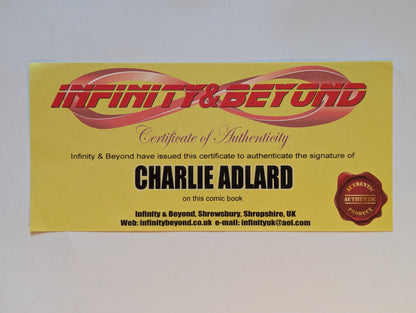 INFINITY&BEYOND
Certificate of Authenticity
Infinity & Beyond have issued this certificate to authenticate the signature of
CHARLIE ADLARD
on this comic book
Infinity & Beyond, Shrewsbury, Shropshire, UK
Web: infinitybeyond.co.uk e-mail: infinityuk@aol.com
AUTHENTIC
AUTHENTIC
PRODUCT